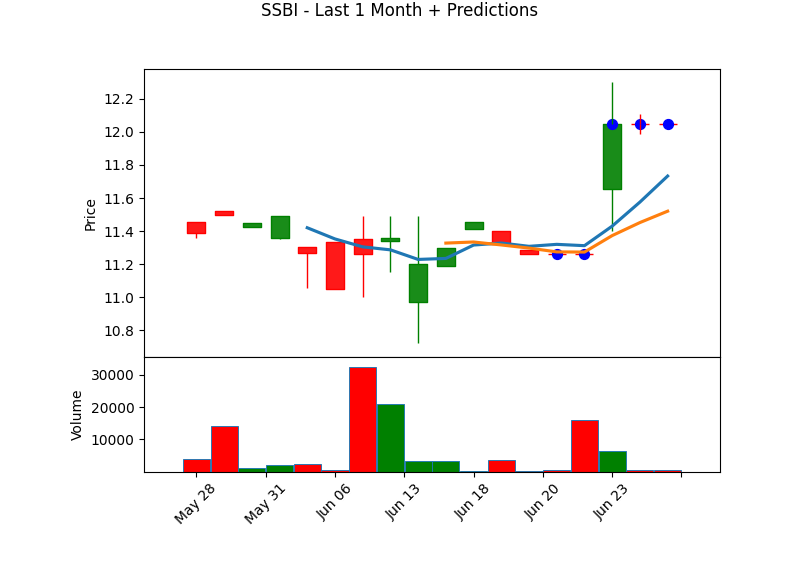 SSBI - Last 1 Month + Predictions
12.2
12.0
11.8
11.6
11.4
11.2
11.0
10.8
Price
30000
20000
10000
Volume
May 28
May 31
Jun 06
Jun 13
Jun 18
Jun 20
Jun 23